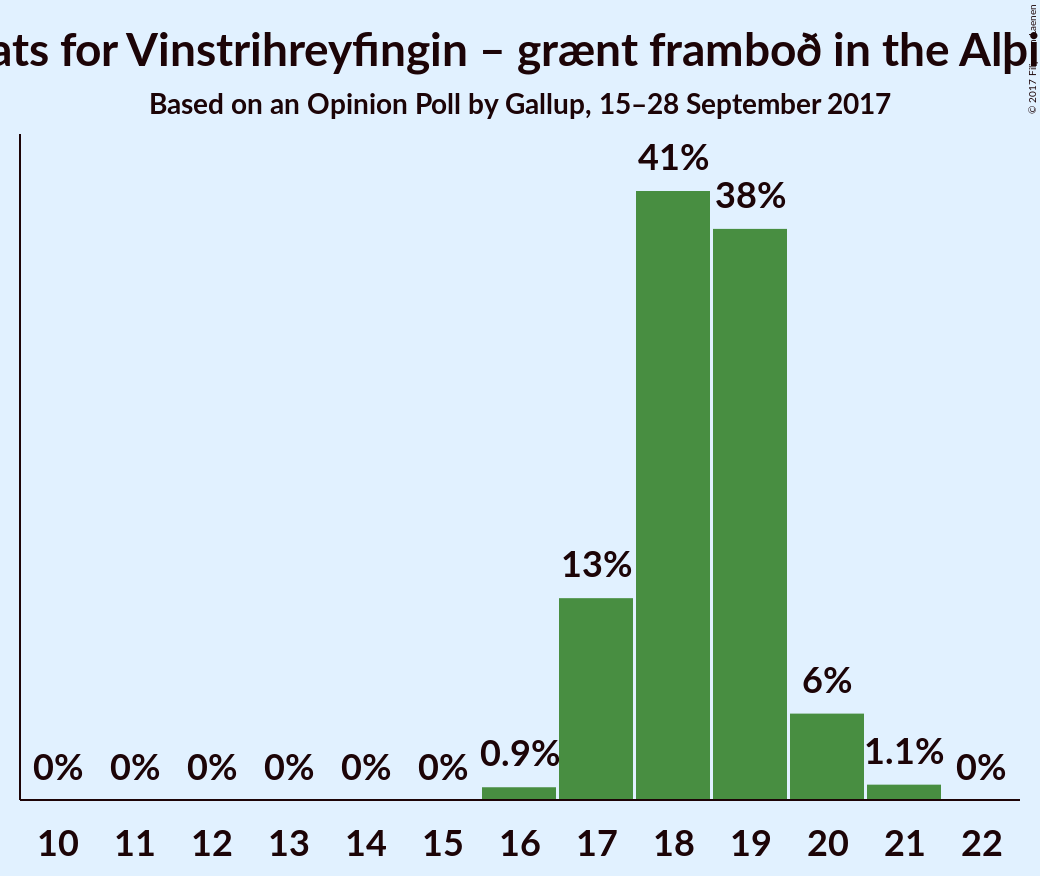 ats for Vinstrihreyfingin – grænt framboð in the Alþi
Based on an Opinion Poll by Gallup, 15–28 September 2017
41%
38%
13%
6%
0% 0% 0% 0% 0% 0% 0.9% 1.1% 0%
10 11 12 13 14 15 16 17 18 19 20 21 22
© 2017